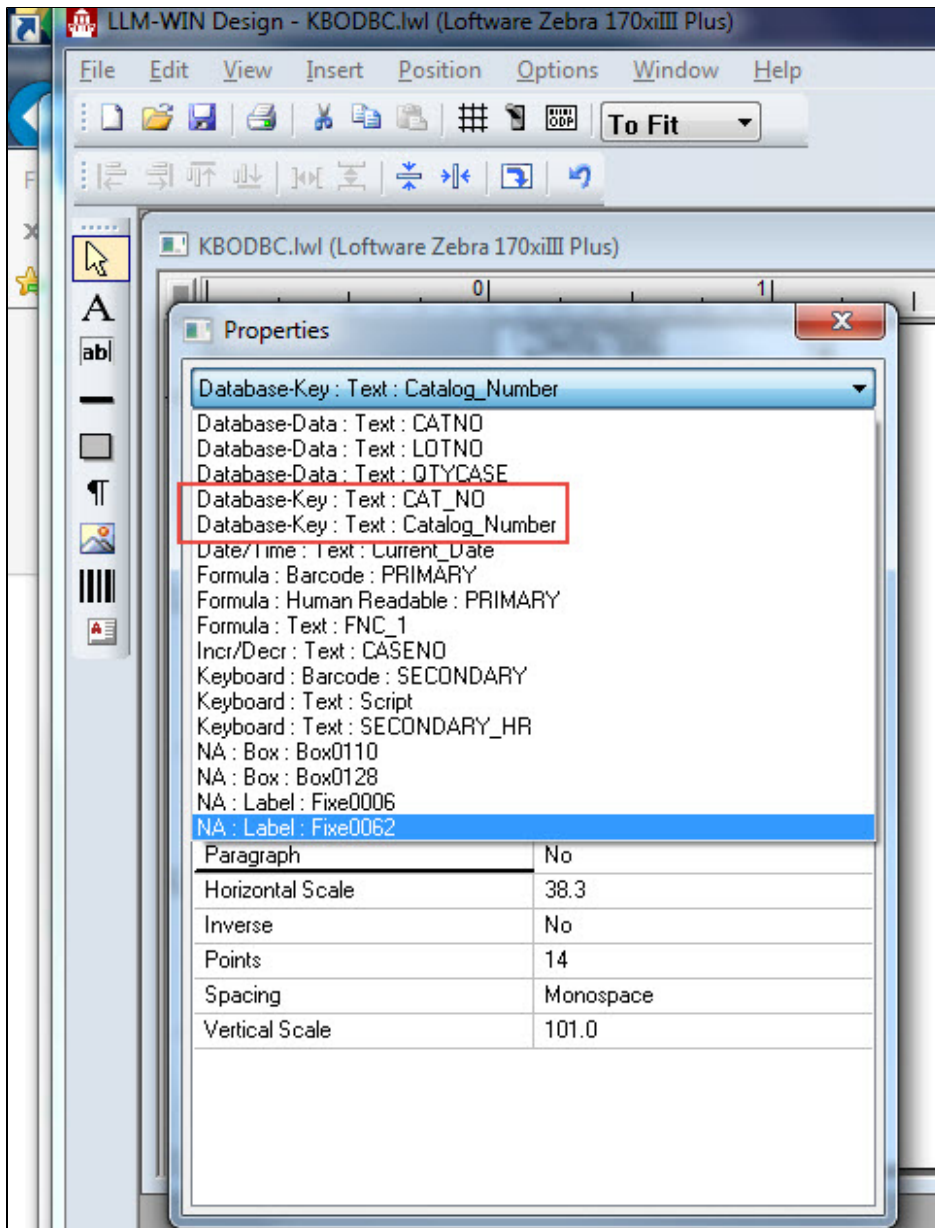 LLM-WIN Design - KBODBC.lwl (Loftware Zebra 170xiIII Plus)
File Edit View Insert Position Options Window Help
To Fit
KBODBC.lwl (Loftware Zebra 170xiIII Plus)
0 1
A
Properties
ab
Database-Key : Text : Catalog_Number
Database-Data : Text : CATNO
Database-Data : Text : LOTNO
Database-Data : Text : QTYCASE
Database-Key : Text : CAT_NO
Database-Key : Text : Catalog_Number
Date/Time : Text : Current_Date
Formula : Barcode : PRIMARY
Formula : Human Readable : PRIMARY
Formula : Text : FNC_1
Incr/Decr : Text : CASENO
Keyboard : Barcode : SECONDARY
Keyboard : Text : Script
Keyboard : Text : SECONDARY_HR
NA : Box : Box0110
NA : Box : Box0128
NA : Label : Fixe0006
NA : Label : Fixe0062
Paragraph No
Horizontal Scale 38.3
Inverse No
Points 14
Spacing Monospace
Vertical Scale 101.0